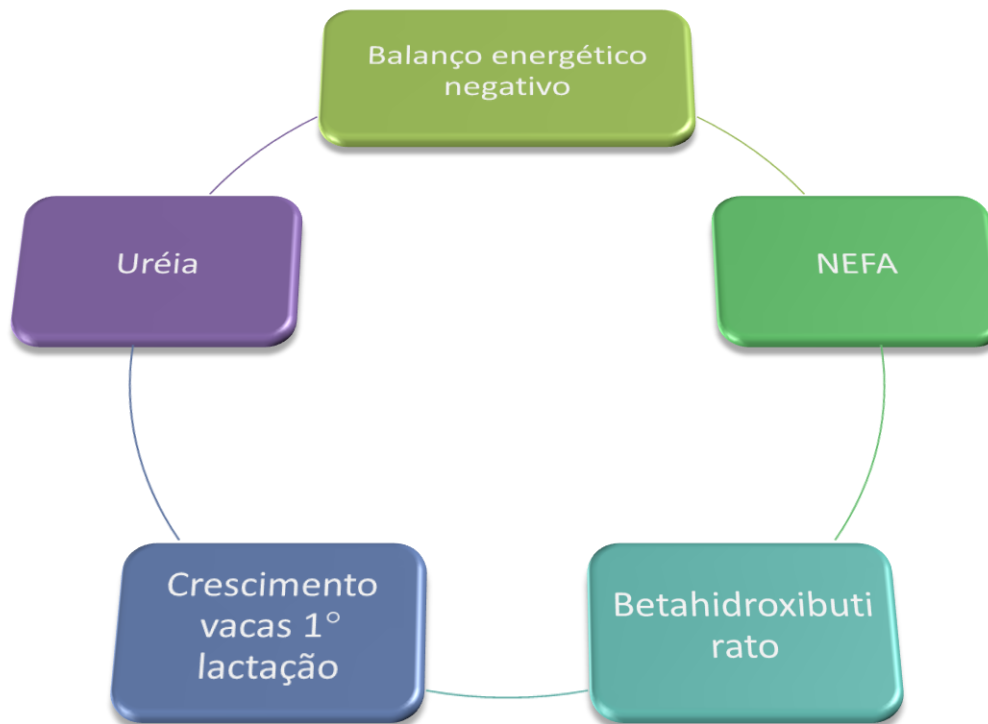 Balanço energético
negativo
Uréia
NEFA
Crescimento
vacas 1°
lactação
Betahidroxibuti
rato